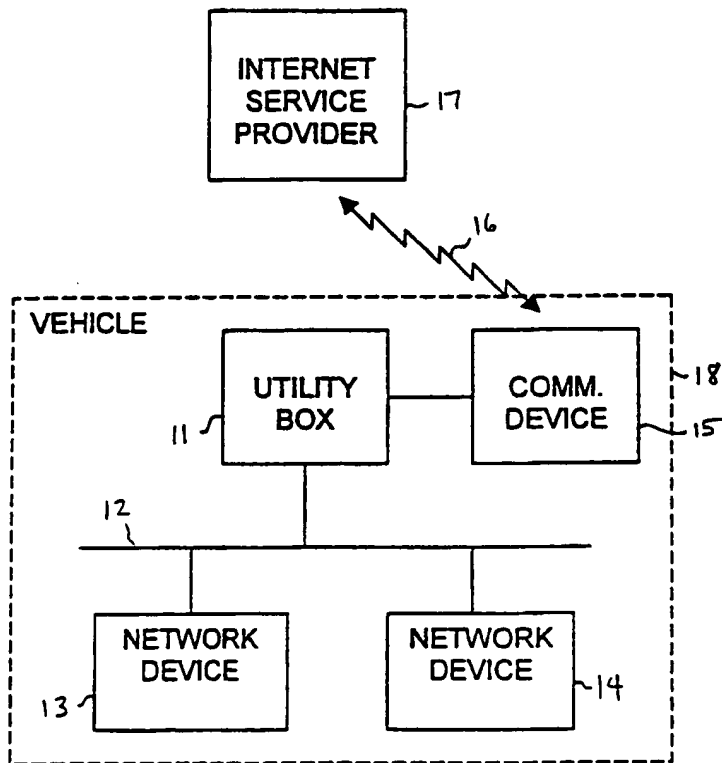 INTERNET
SERVICE
PROVIDER
17
16
VEHICLE
UTILITY
BOX
11
COMM.
DEVICE
15
18
12
NETWORK
DEVICE
13
NETWORK
DEVICE
14